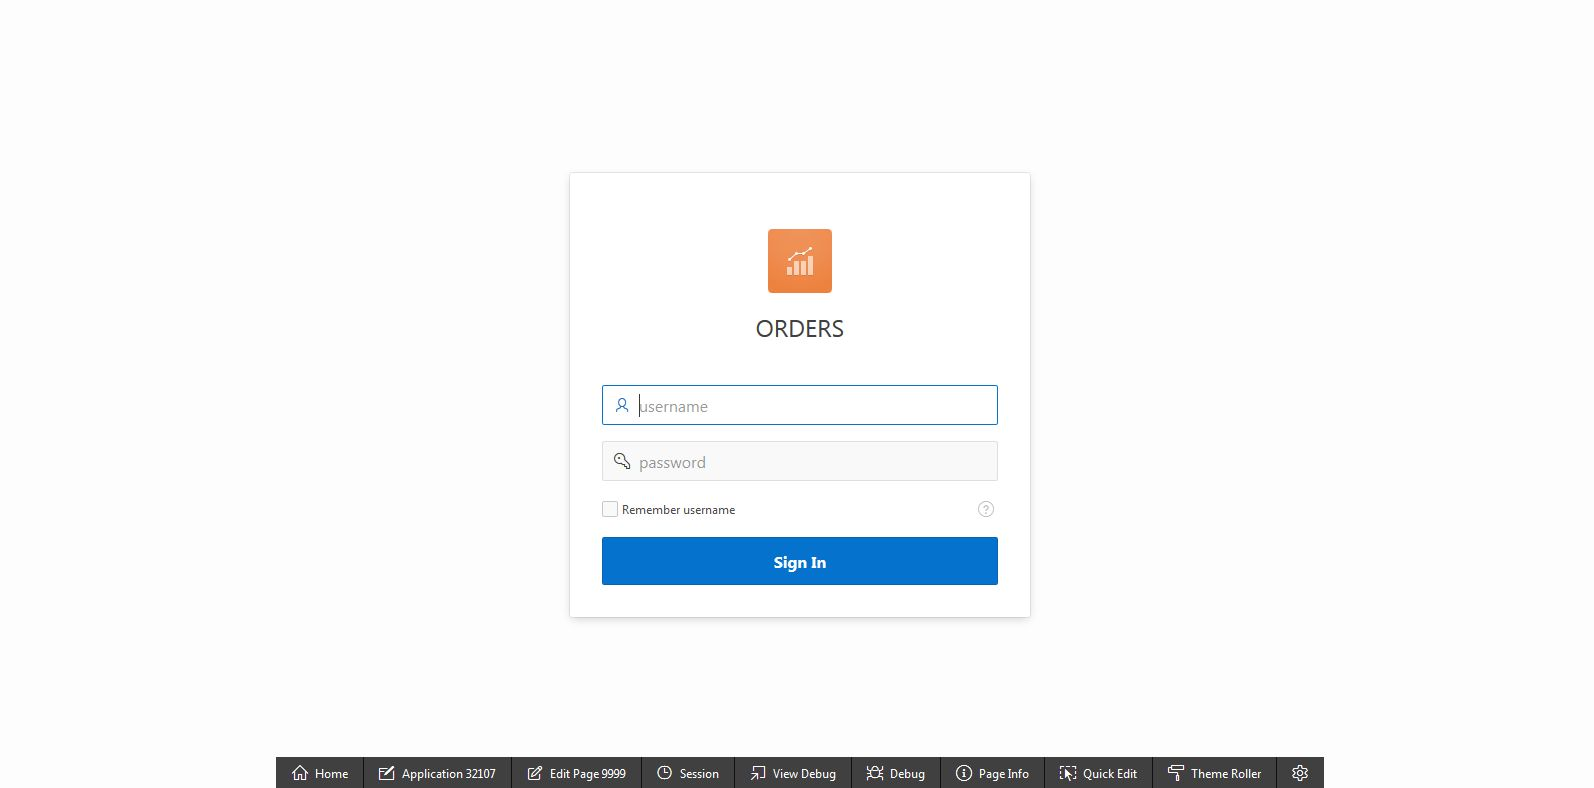 ORDERS
username
password
Remember username
?
Sign In
Home Application 32107 Edit Page 9999 Session View Debug Debug Page Info Quick Edit Theme Roller